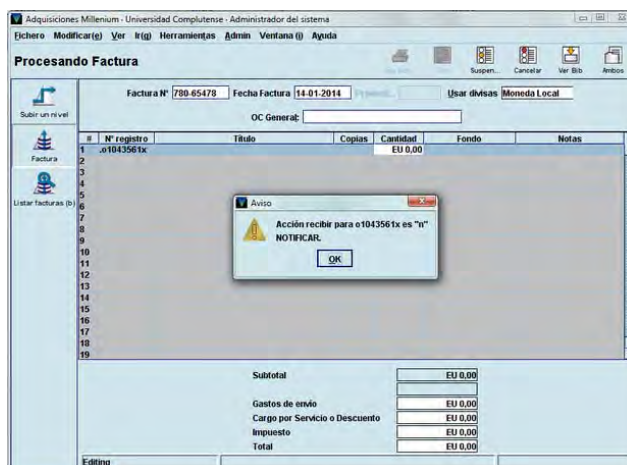 Adquisiciones Millenium - Universidad Complutense - Administrador del sistema
Fichero Modificar(e) Ver Ir(g) Herramientas Admin Ventana (i) Ayuda
Procesando Factura
Suspen... Cancelar Ver Bib Ambos
Subir un nivel
Factura Nº 780-65478 Fecha Factura 14-01-2014 Usar divisas Moneda Local
OC General:
# Nº registro Título Copias Cantidad Fondo Notas
1 .o1043561x EU 0,00
2
3
4
5
6
7
8
9
10
11
12
13
14
15
16
17
18
19
Factura
Listar facturas (b)
Aviso
Acción recibir para o1043561x es "n"
NOTIFICAR.
OK
Subtotal EU 0,00
Gastos de envio EU 0,00
Cargo por Servicio o Descuento EU 0,00
Impuesto EU 0,00
Total EU 0,00
Editing